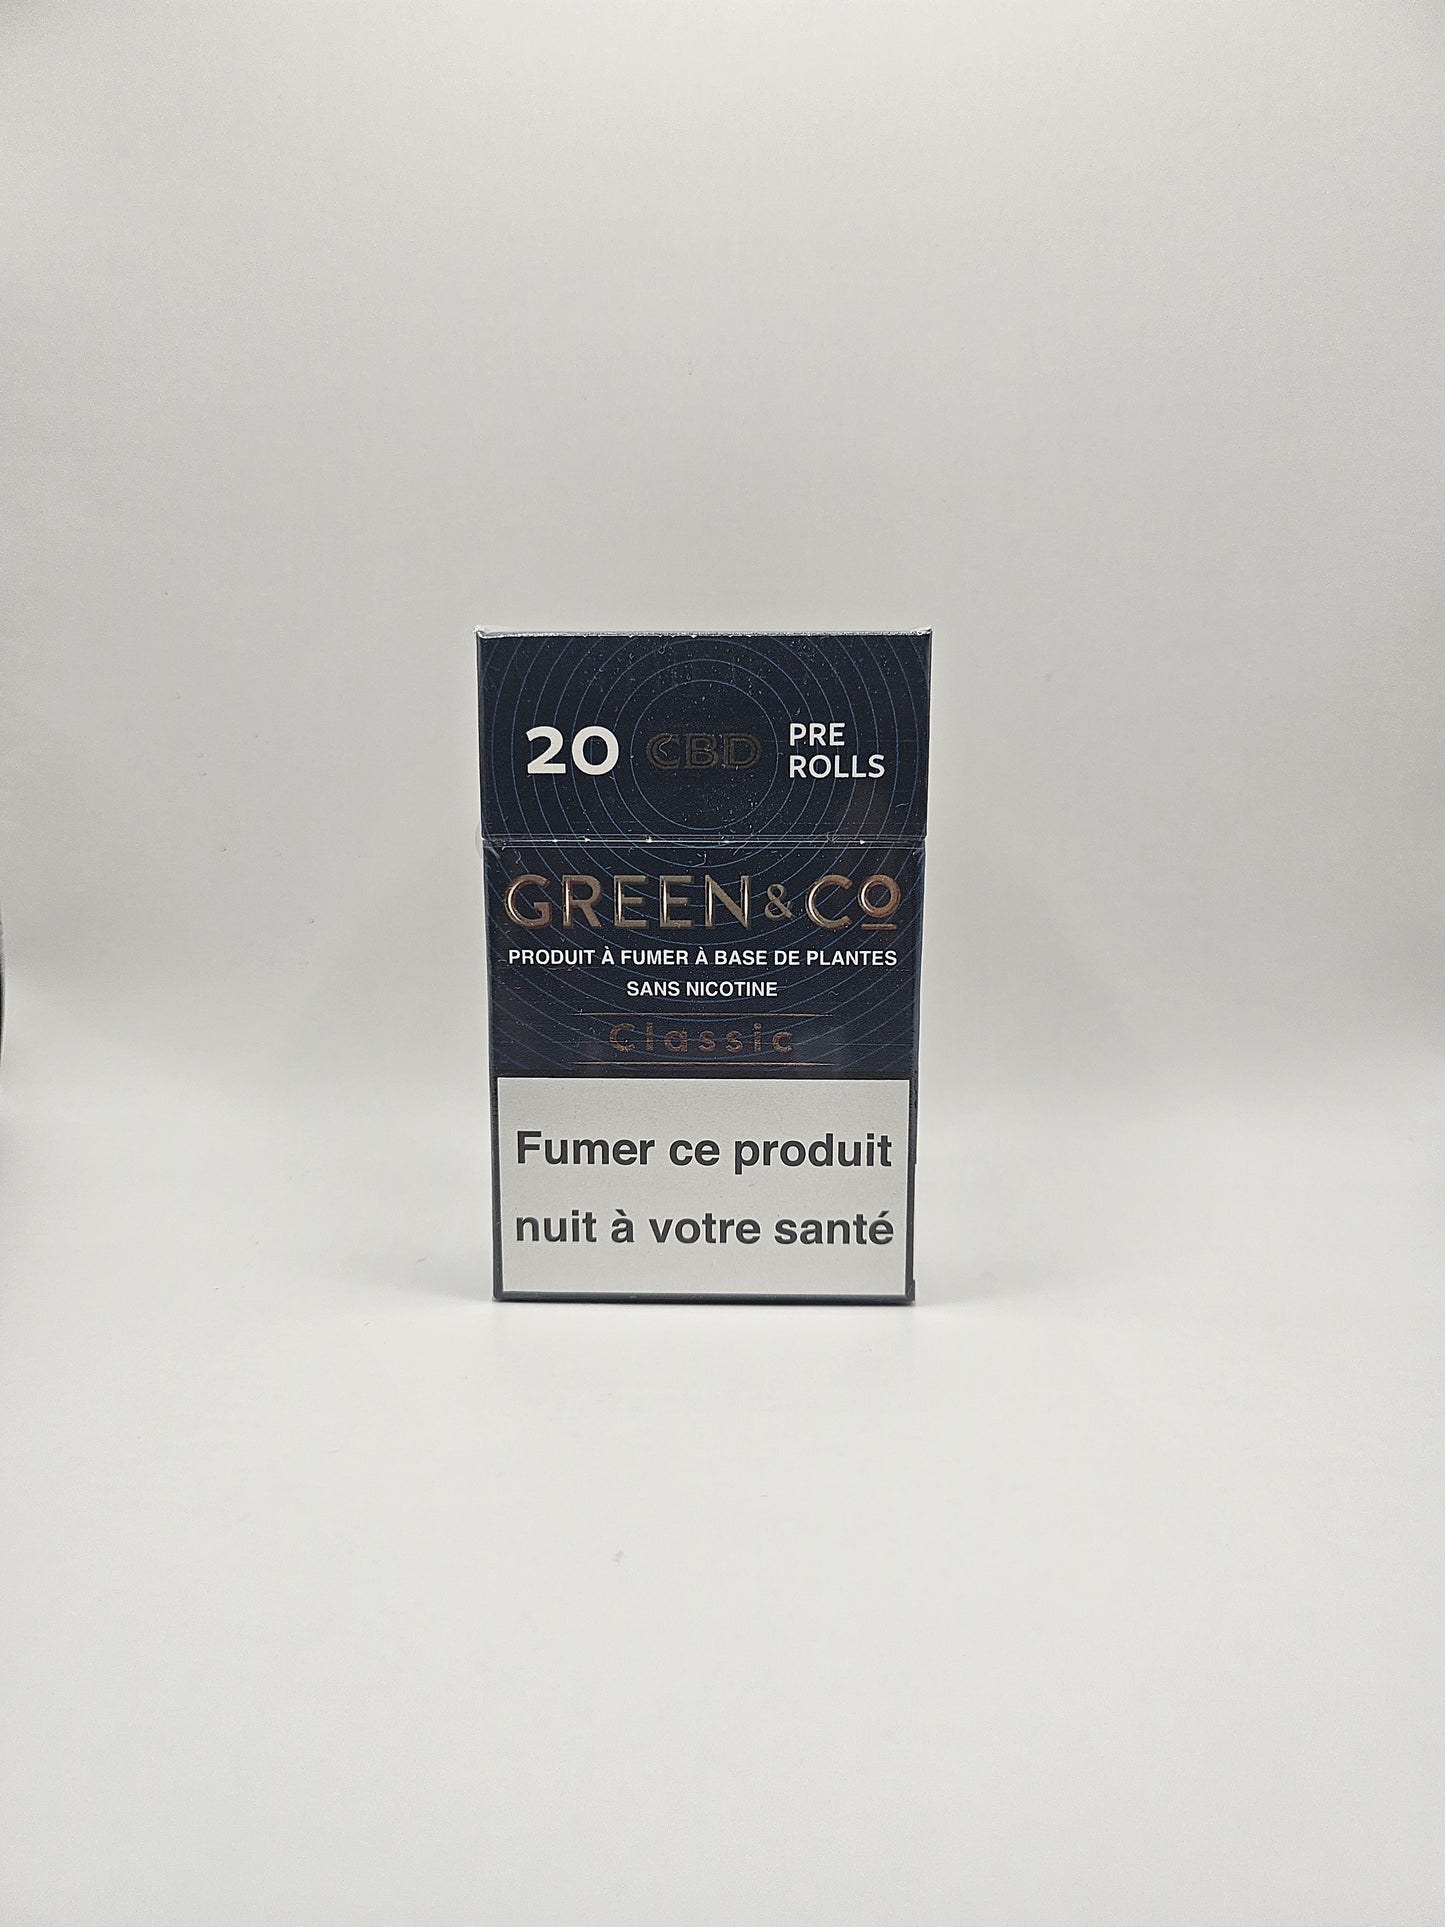 20 CBD PRE
ROLLS
GREEN & Co
PRODUIT À FUMER À BASE DE PLANTES
SANS NICOTINE
Classic
Fumer ce produit
nuit à votre santé